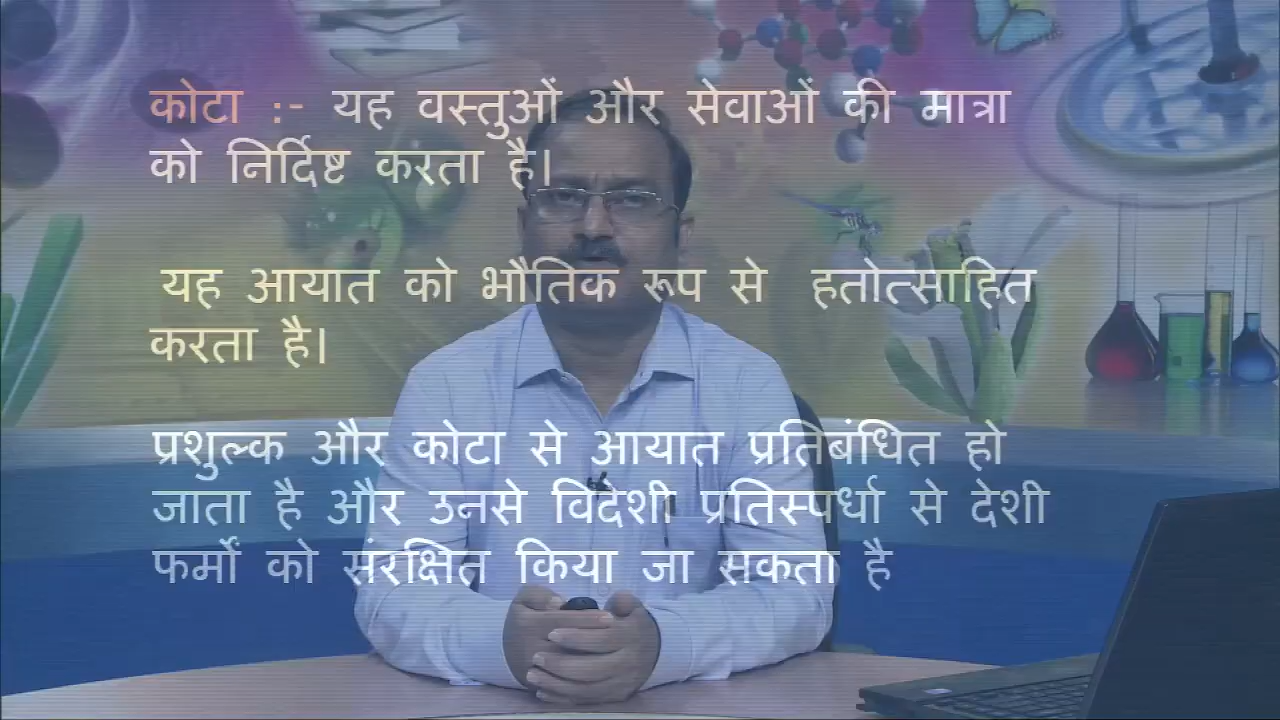 कोटा :- यह वस्तुओं और सेवाओं की मात्रा
को निर्दिष्ट करता है।
यह आयात को भौतिक रूप से हतोत्साहित
करता है।
प्रशुल्क और कोटा से आयात प्रतिबंधित हो
जाता है और उनसे विदेशी प्रतिस्पर्धा से देशी
फर्मों को संरक्षित किया जा सकता है